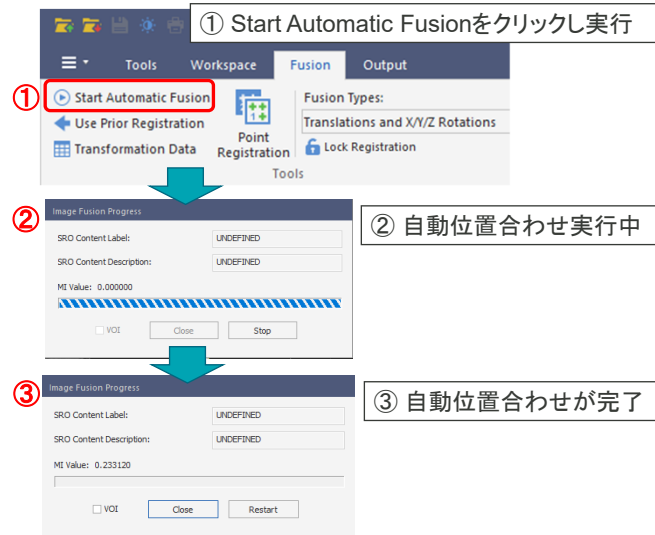 ① Start Automatic Fusionをクリックし実行
Tools Workspace Fusion Output
①
Start Automatic Fusion
Use Prior Registration
Transformation Data
Point
Registration
Fusion Types:
Translations and X/Y/Z Rotations
Lock Registration
Tools
②
Image Fusion Progress
SRO Content Label: UNDEFINED
SRO Content Description: UNDEFINED
MI Value: 0.000000
VOI Close Stop
② 自動位置合わせ実行中
③
Image Fusion Progress
SRO Content Label: UNDEFINED
SRO Content Description: UNDEFINED
MI Value: 0.233120
VOI Close Restart
③ 自動位置合わせが完了